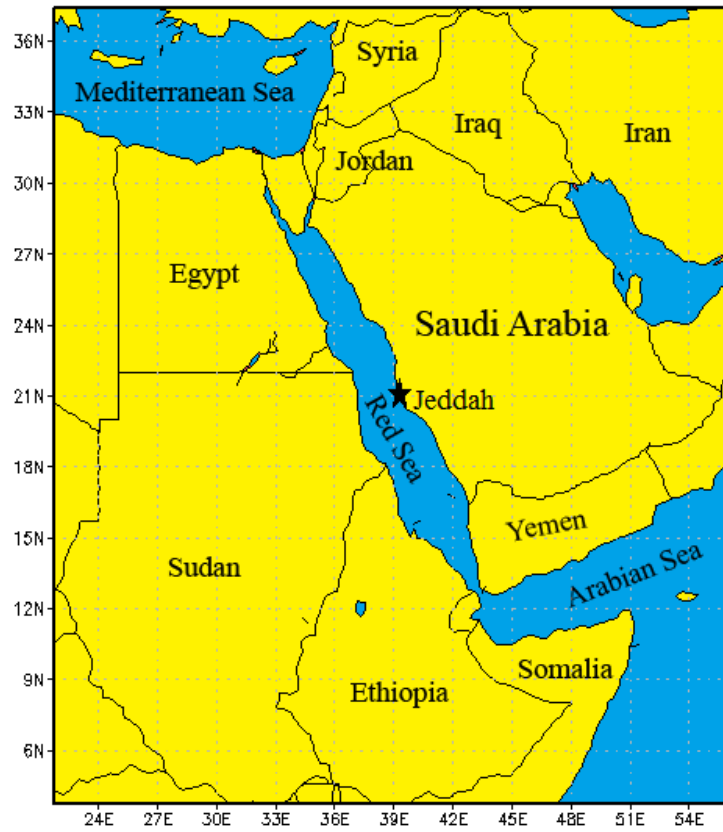 36N
Syria
Mediterranean Sea
33N
Iraq
Iran
Jordan
30N
27N
Egypt
24N
Saudi Arabia
21N
Jeddah
Red Sea
18N
Yemen
15N
Sudan
Arabian Sea
12N
Somalia
9N
Ethiopia
6N
24E 27E 30E 33E 36E 39E 42E 45E 48E 51E 54E